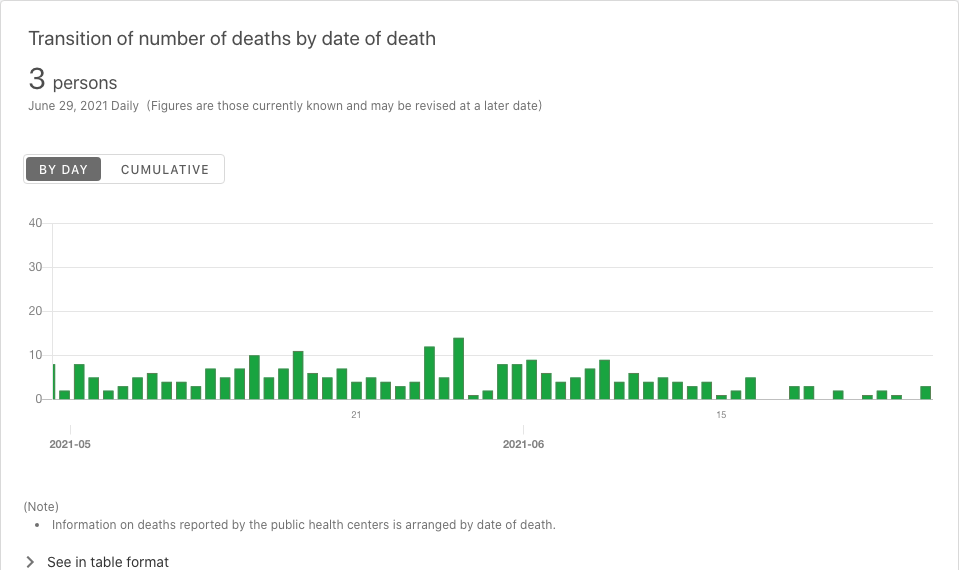 Transition of number of deaths by date of death
3 persons
June 29, 2021 Daily (Figures are those currently known and may be revised at a later date)
BY DAY CUMULATIVE
40
30
20
10
0
21 15
2021-05 2021-06
(Note)
• Information on deaths reported by the public health centers is arranged by date of death.
See in table format